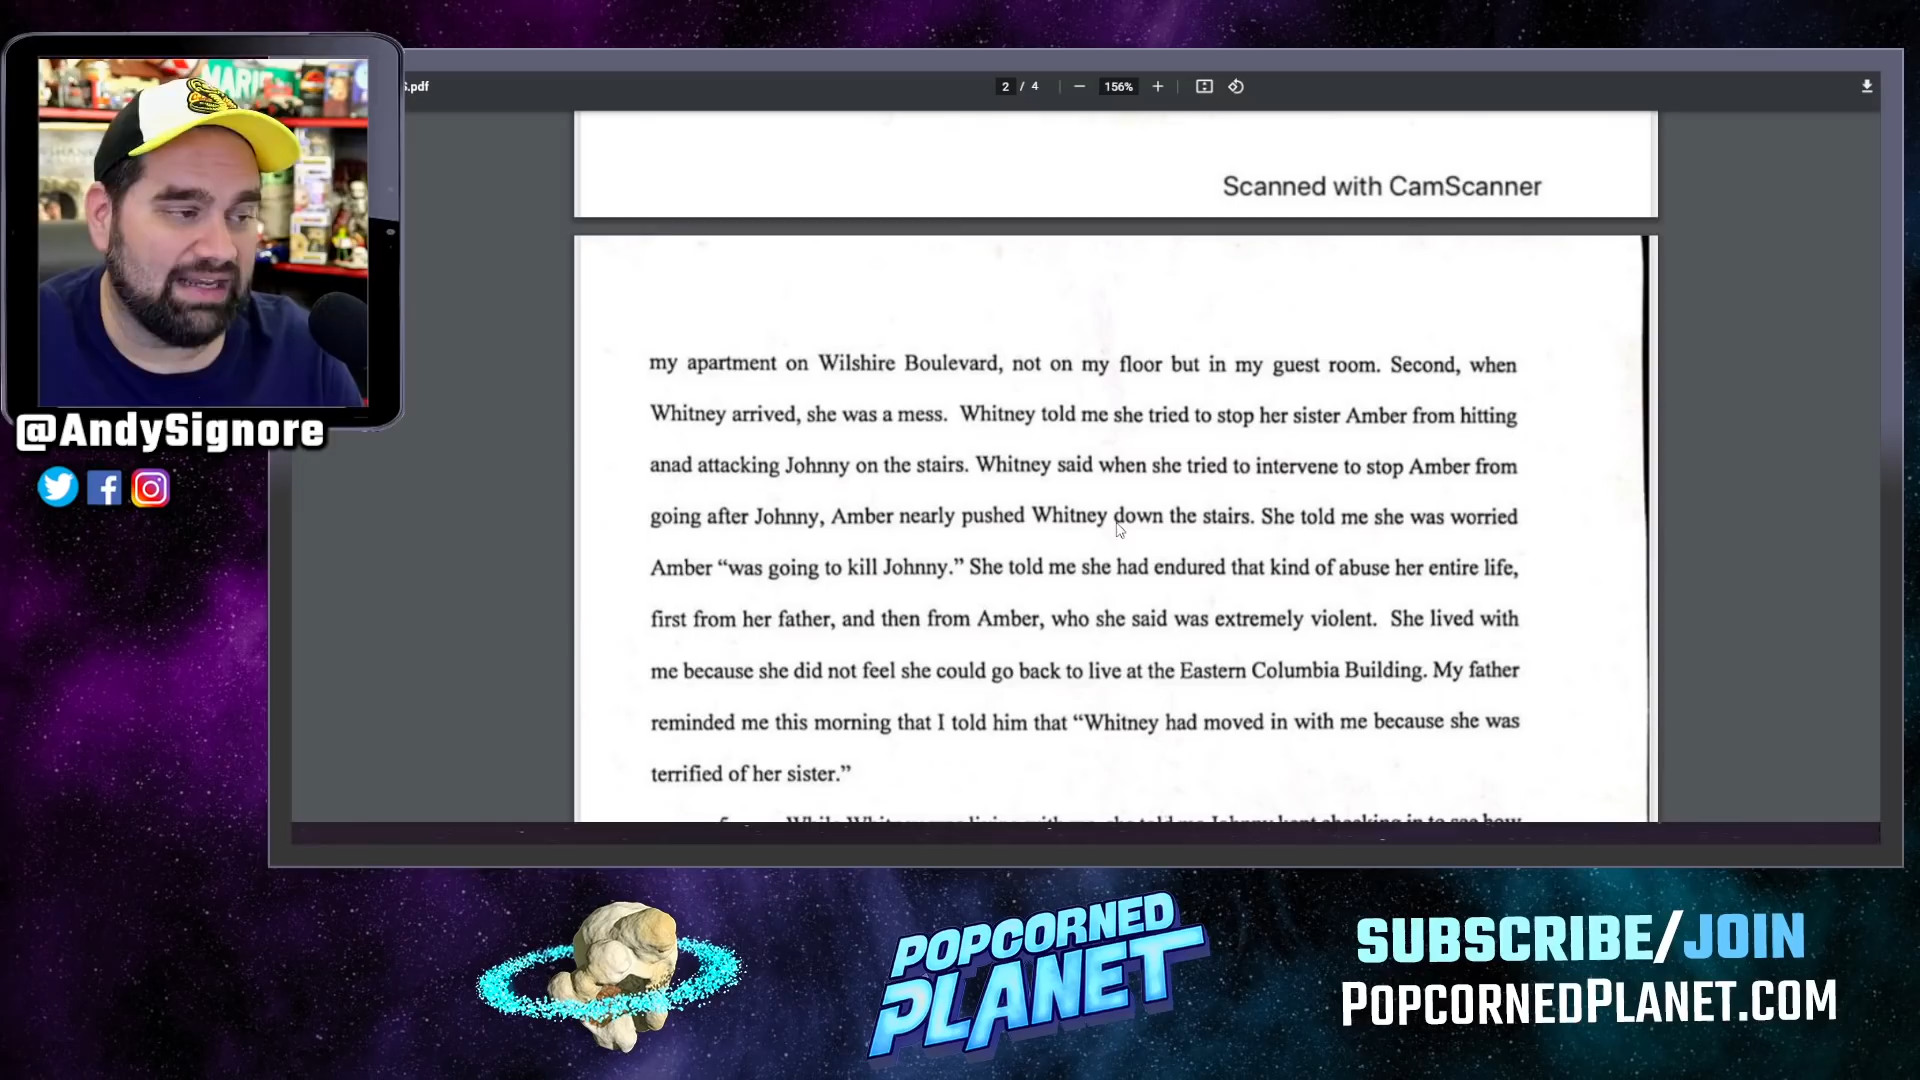 MARIE
S.pdf
2 / 4
156%
Scanned with CamScanner
my apartment on Wilshire Boulevard, not on my floor but in my guest room. Second, when
Whitney arrived, she was a mess. Whitney told me she tried to stop her sister Amber from hitting
anad attacking Johnny on the stairs. Whitney said when she tried to intervene to stop Amber from
going after Johnny, Amber nearly pushed Whitney down the stairs. She told me she was worried
Amber “was going to kill Johnny.” She told me she had endured that kind of abuse her entire life,
first from her father, and then from Amber, who she said was extremely violent. She lived with
me because she did not feel she could go back to live at the Eastern Columbia Building. My father
reminded me this morning that I told him that “Whitney had moved in with me because she was
terrified of her sister.”
@AndySignore
POPCORNED
PLANET
SUBSCRIBE/JOIN
POPCORNEDPLANET.COM